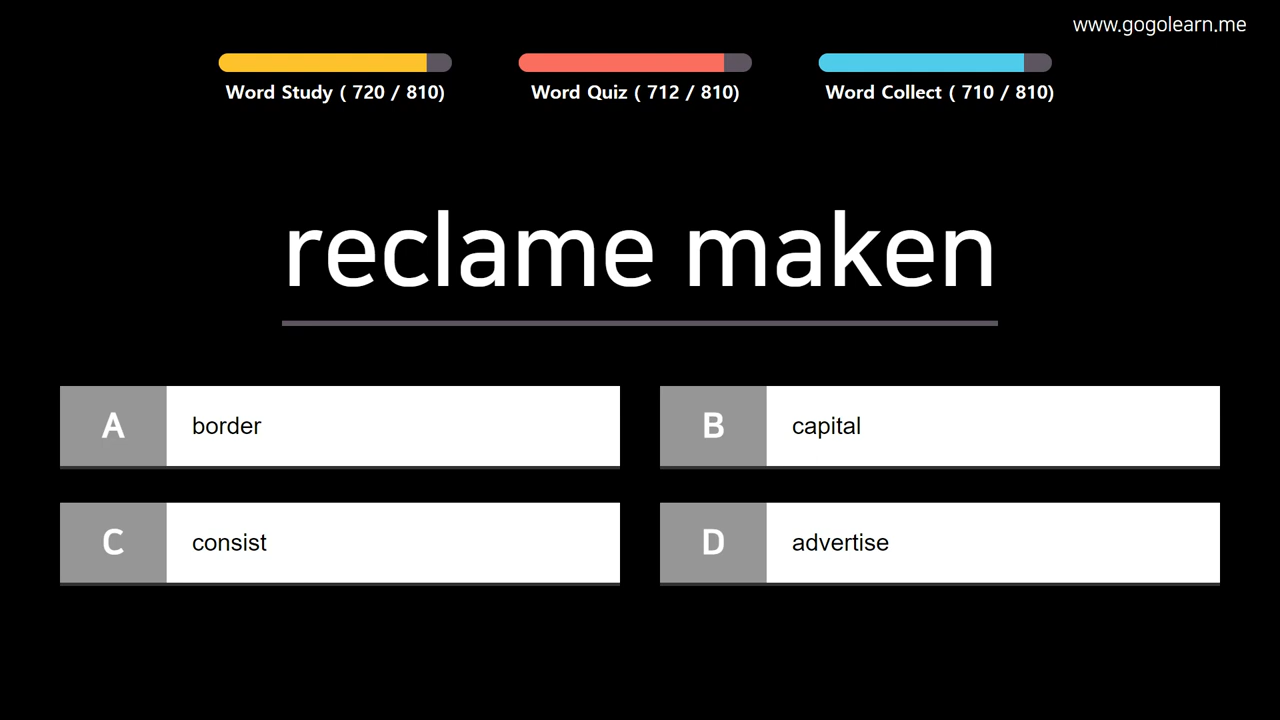 www.gogolearn.me
Word Study ( 720 / 810)
Word Quiz ( 712 / 810)
Word Collect ( 710 / 810)
reclame maken
A border
B capital
C consist
D advertise